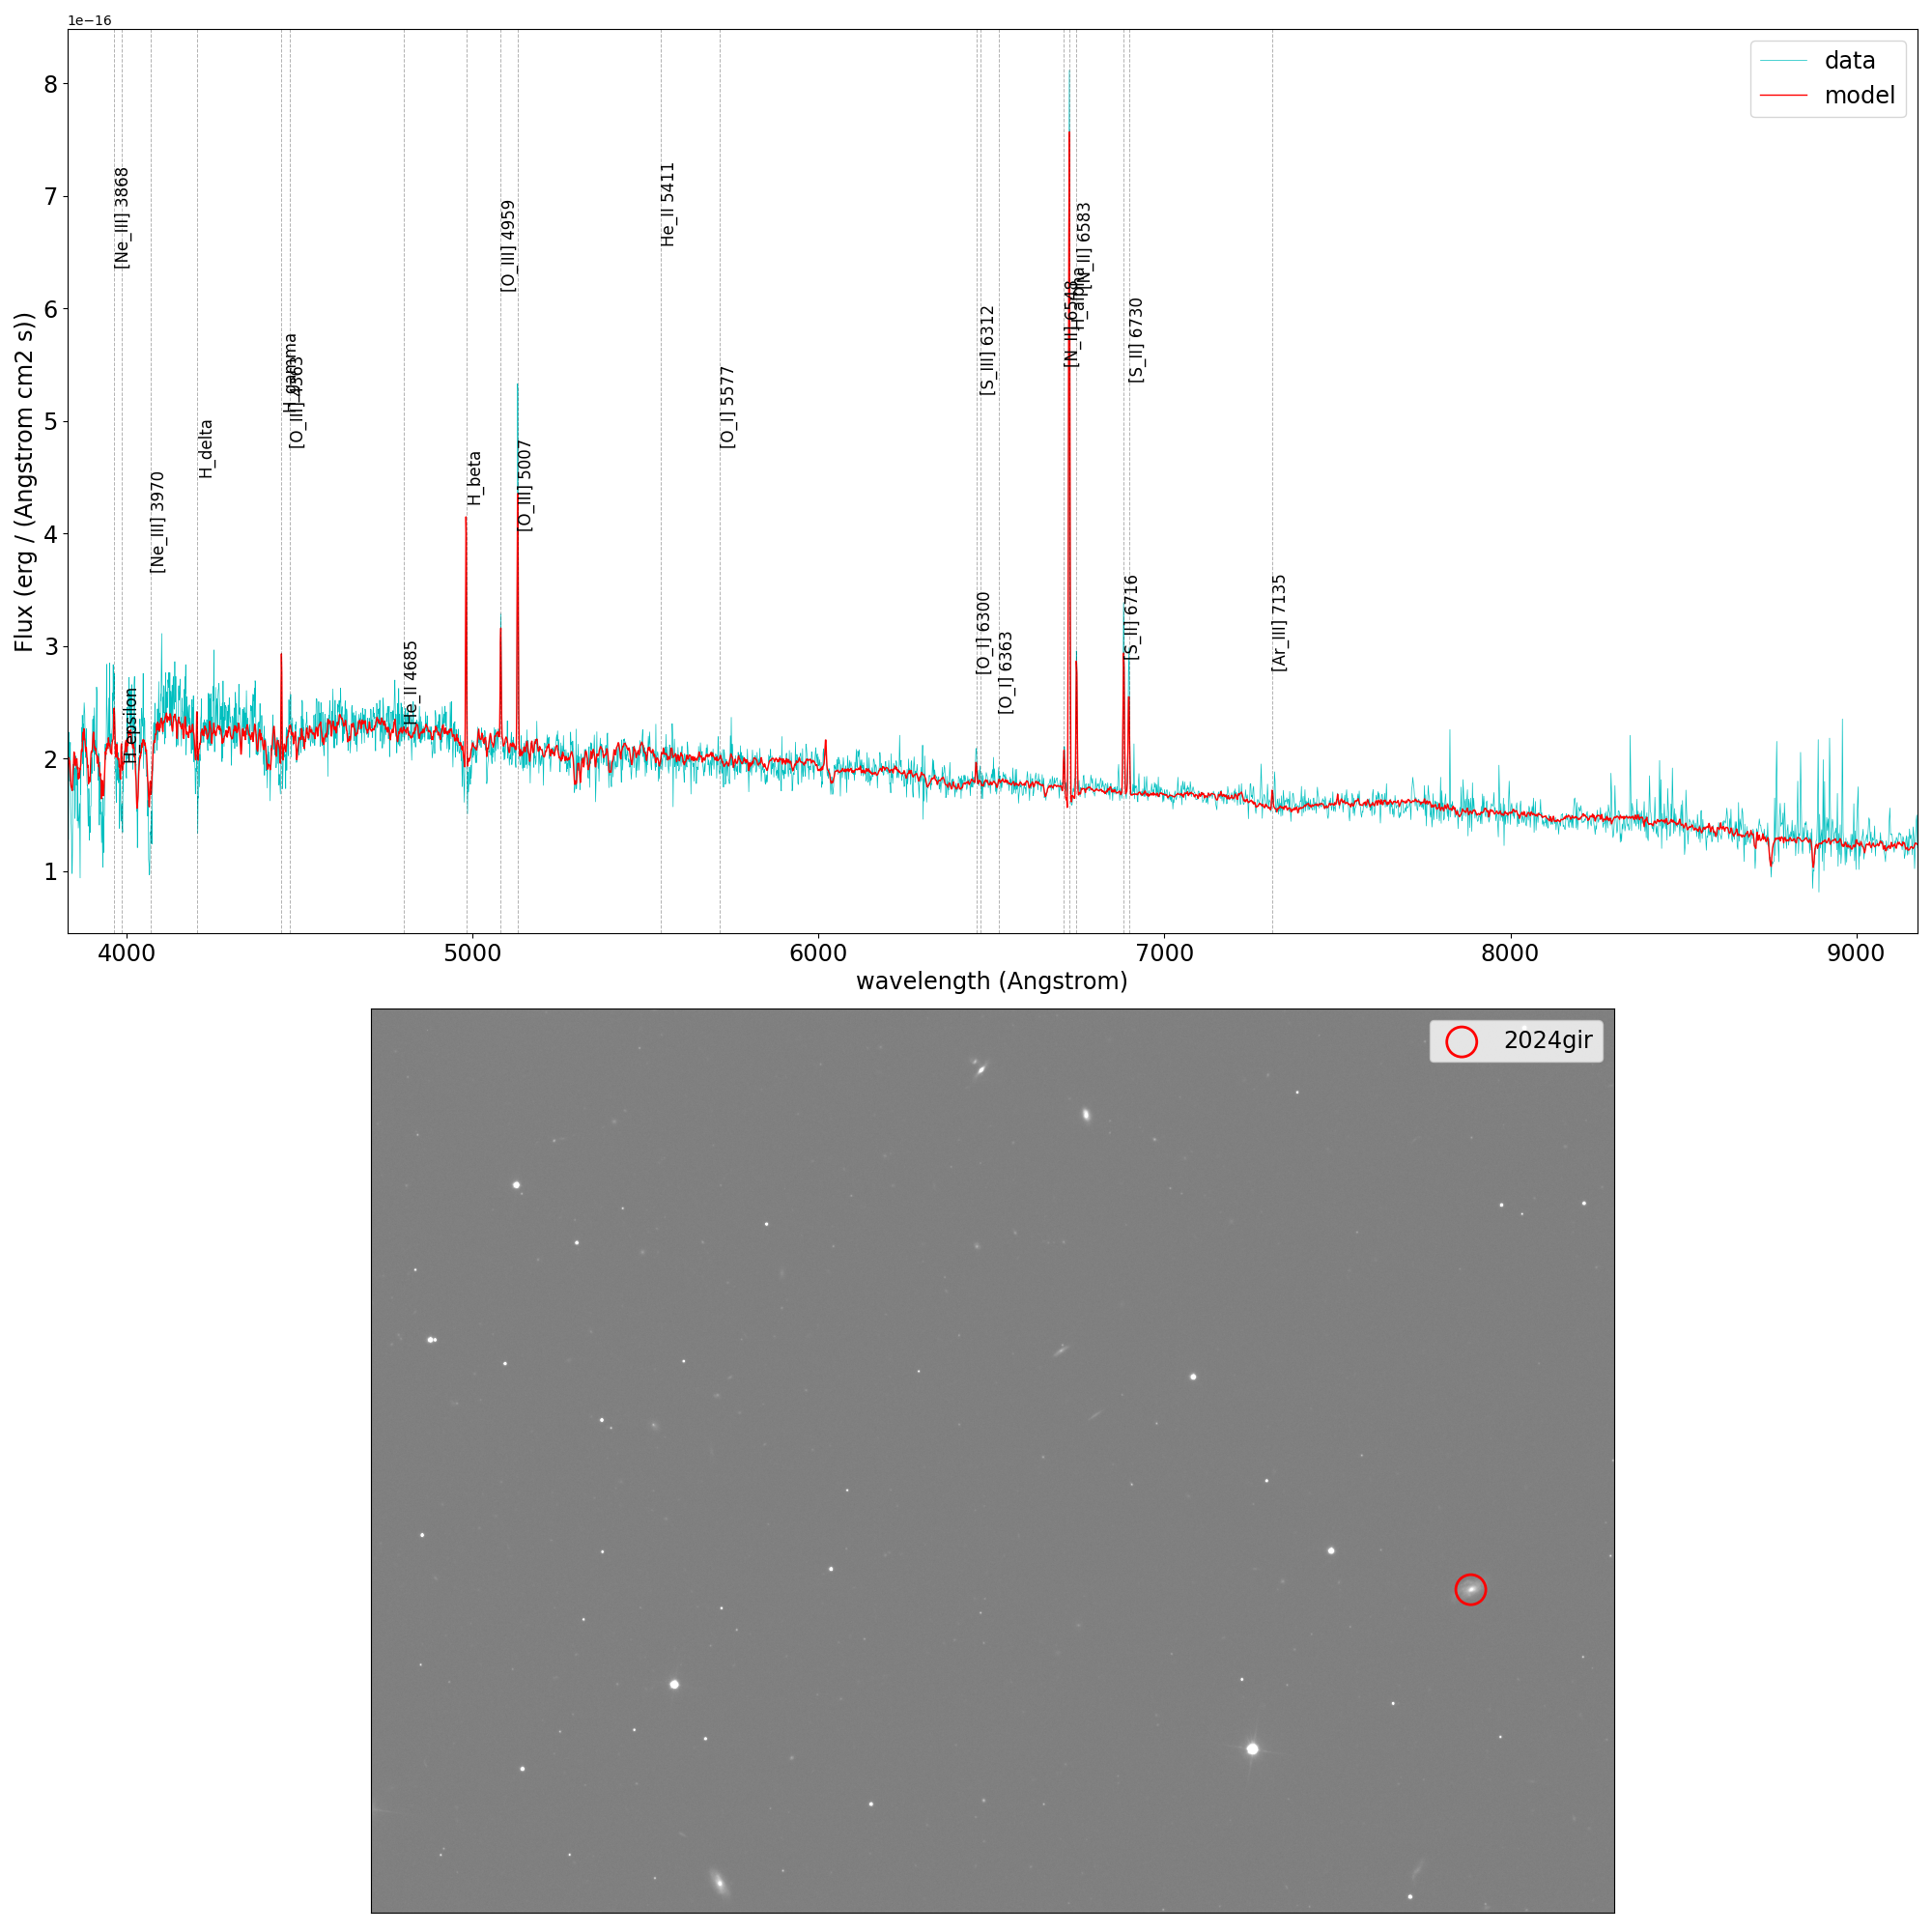 1e−16
data
model
[Ne_III] 3868
He_II 5411
[O_III] 4959
[N_II] 6583
H_alpha
[N_II] 6548
[S_II] 6730
[S_III] 6312
H_gamma
[O_III] 4363
[O_I] 5577
H_delta
[O_III] 5007
H_beta
[Ne_III] 3970
[S_II] 6716
[Ar_III] 7135
[O_I] 6300
[O_I] 6363
He_II 4685
H_epsilon
8
7
6
5
4
3
2
1
Flux (erg / (Angstrom cm2 s))
4000 5000 6000 7000 8000 9000
wavelength (Angstrom)
2024gir